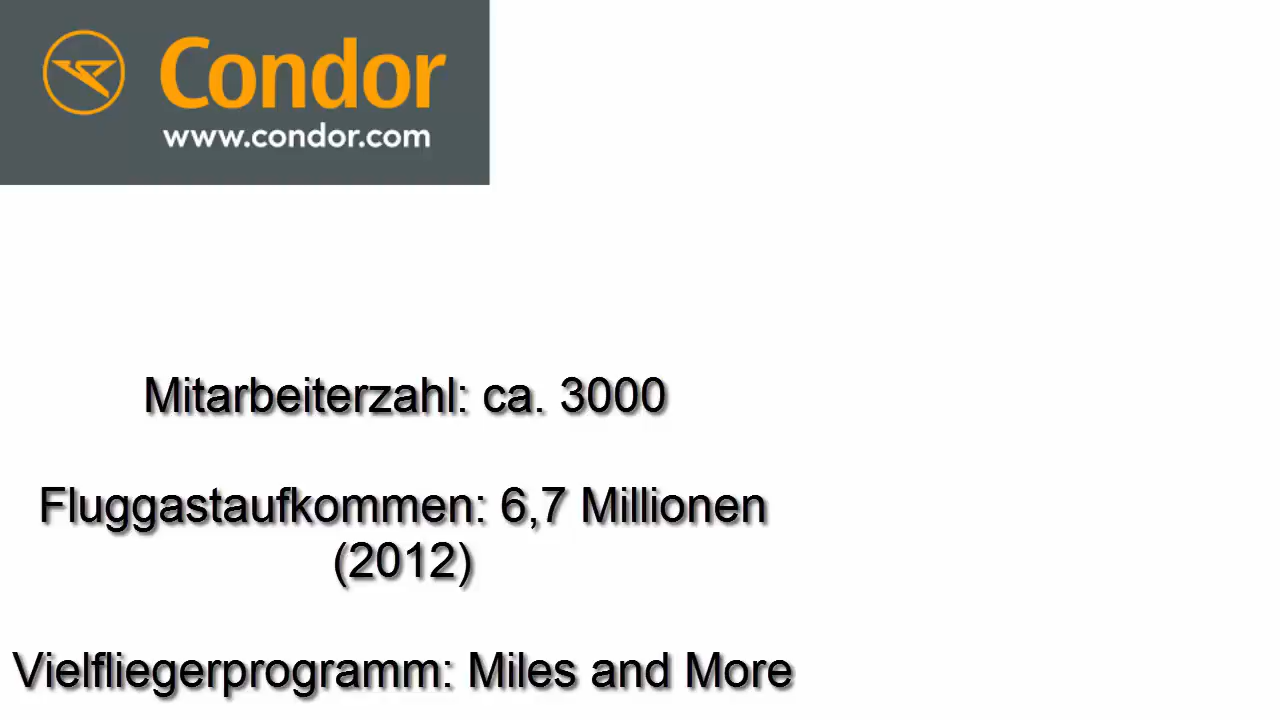 Condor
www.condor.com
Mitarbeiterzahl: ca. 3000
Fluggastaufkommen: 6,7 Millionen
(2012)
Vielfliegerprogramm: Miles and More